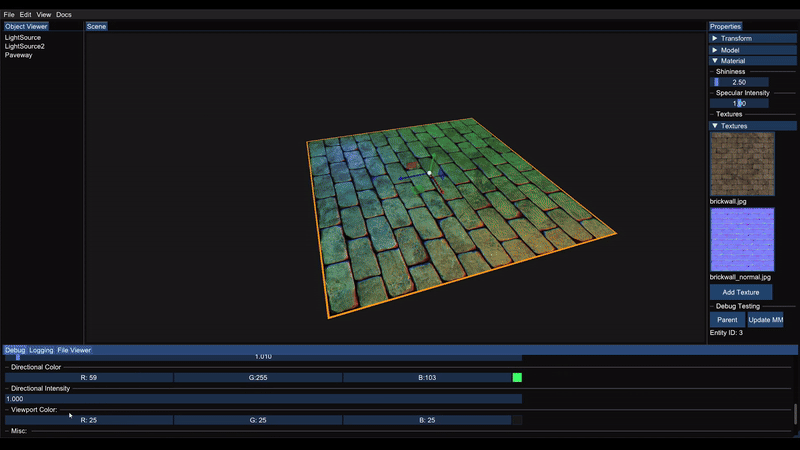 File Edit View Docs
Object Viewer
Scene
Properties
LightSource
LightSource2
Paveway
Transform
Model
Material
Shininess
2.50
Specular Intensity
1.00
Textures
Textures
brickwall.jpg
brickwall_normal.jpg
Add Texture
Debug Testing
Parent Update MM
Entity ID: 3
Debug Logging File Viewer
1.010
Directional Color
R: 59 G:255 B:103
Directional Intensity
1.000
Viewport Color:
R: 25 G: 25 B: 25
Misc: